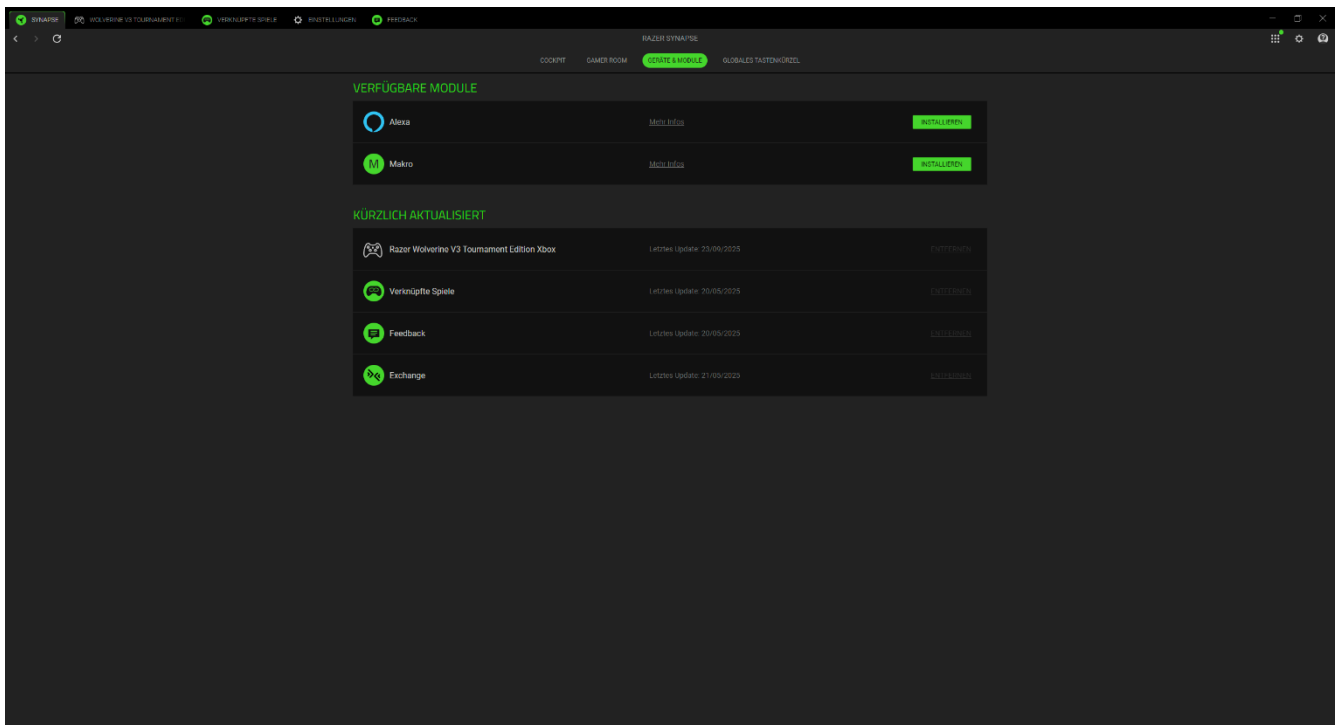 SYNAPSE
WOLVERINE V3 TOURNAMENT
VERKNÜPFTE SPIELE
EINSTELLUNGEN
FEEDBACK
RAZER SYNAPSE
COCKPIT
GAMER ROOM
GERÄTE & MODULE
GLOBALES TASTENKÜRZEL
VERFÜGBARE MODULE
Alexa Mehr Infos INSTALLIEREN
M Makro Mehr Infos INSTALLIEREN
KÜRZLICH AKTUALISIERT
Razer Wolverine V3 Tournament Edition Xbox Letztes Update: 23/09/2025 ENTFERNEN
Verknüpfte Spiele Letztes Update: 20/05/2025 ENTFERNEN
Feedback Letztes Update: 20/05/2025 ENTFERNEN
Exchange Letztes Update: 21/05/2025 ENTFERNEN